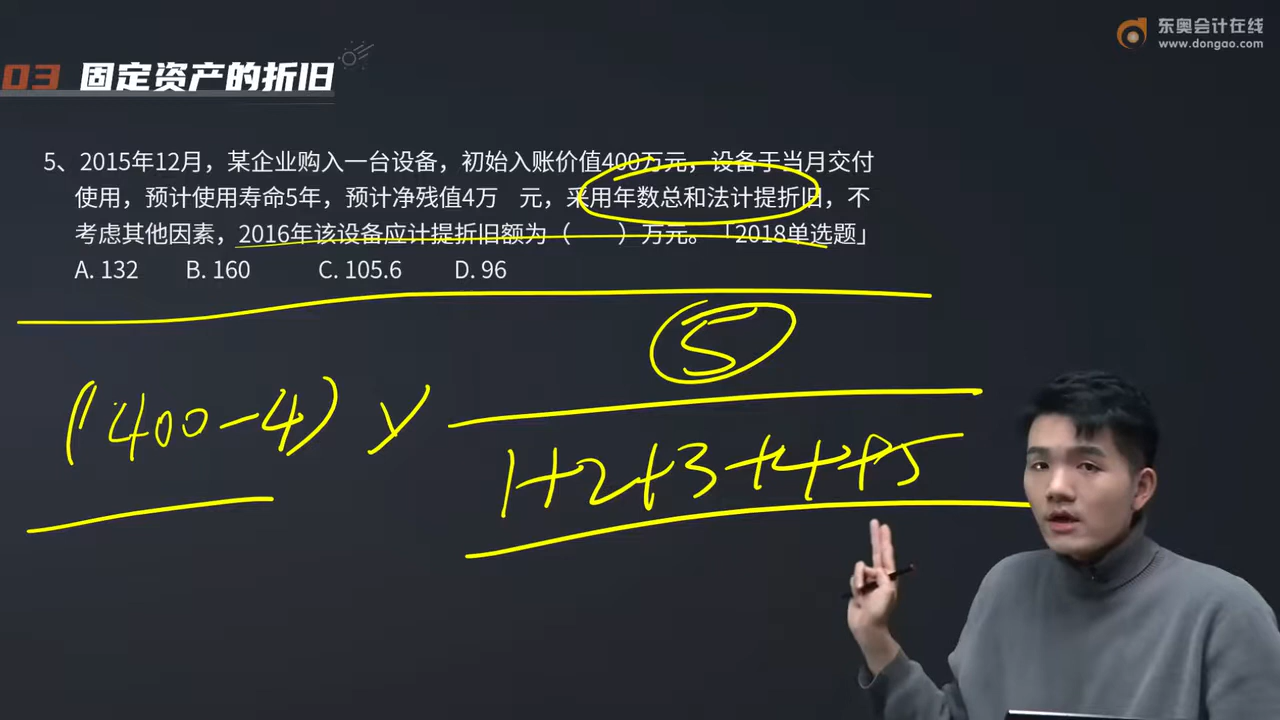 东奥会计在线
www.dongao.com
03 固定资产的折旧
5、2015年12月，某企业购入一台设备，初始入账价值400万元，设备于当月交付
使用，预计使用寿命5年，预计净残值4万 元，采用年数总和法计提折旧，不
考虑其他因素，2016年该设备应计提折旧额为（ ）万元。「2018单选题」
A. 132 B. 160 C. 105.6 D. 96
5
(400-4) ×
1+2+3+4+5